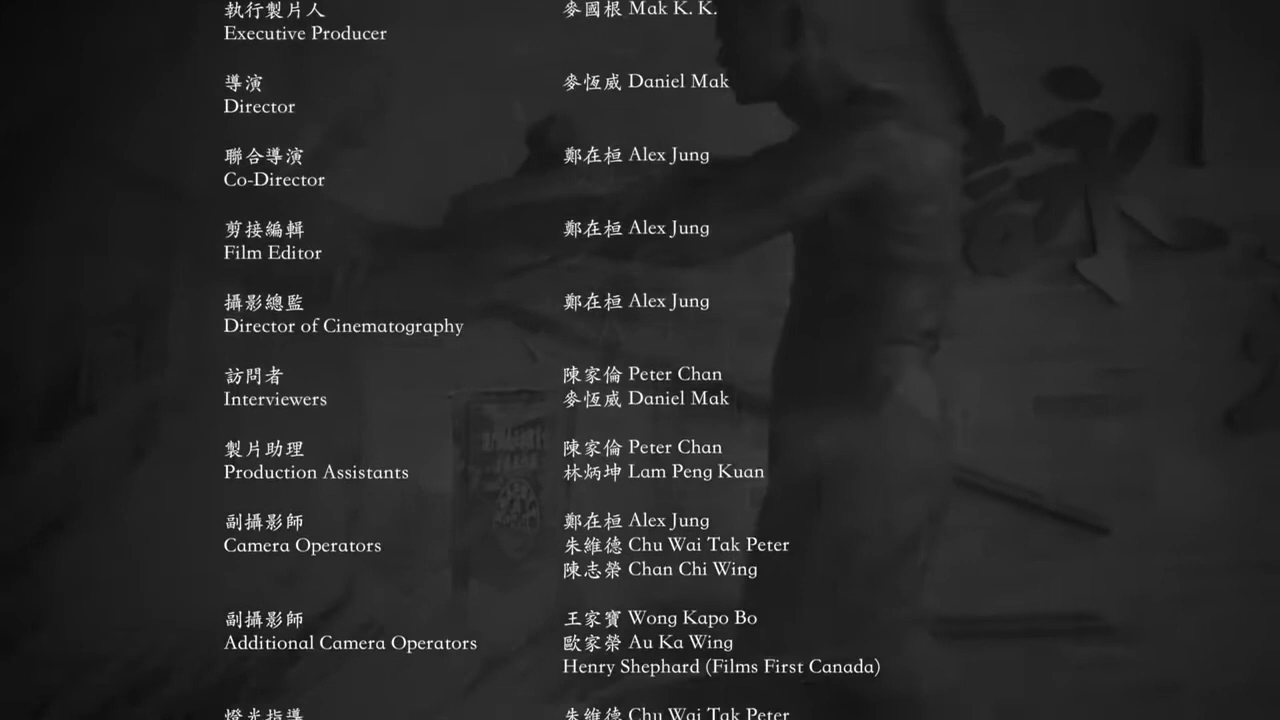 執行製片人 麥國根 Mak K. K.
Executive Producer
導演 麥恆威 Daniel Mak
Director
聯合導演 鄭在桓 Alex Jung
Co-Director
剪接編輯 鄭在桓 Alex Jung
Film Editor
攝影總監 鄭在桓 Alex Jung
Director of Cinematography
訪問者 陳家倫 Peter Chan
Interviewers 麥恆威 Daniel Mak
製片助理 陳家倫 Peter Chan
Production Assistants 林炳坤 Lam Peng Kuan
副攝影師 鄭在桓 Alex Jung
Camera Operators 朱維德 Chu Wai Tak Peter
陳志榮 Chan Chi Wing
副攝影師 王家寶 Wong Kapo Bo
Additional Camera Operators 歐家榮 Au Ka Wing
Henry Shephard (Films First Canada)
燈光指導 朱維德 Chu Wai Tak Peter